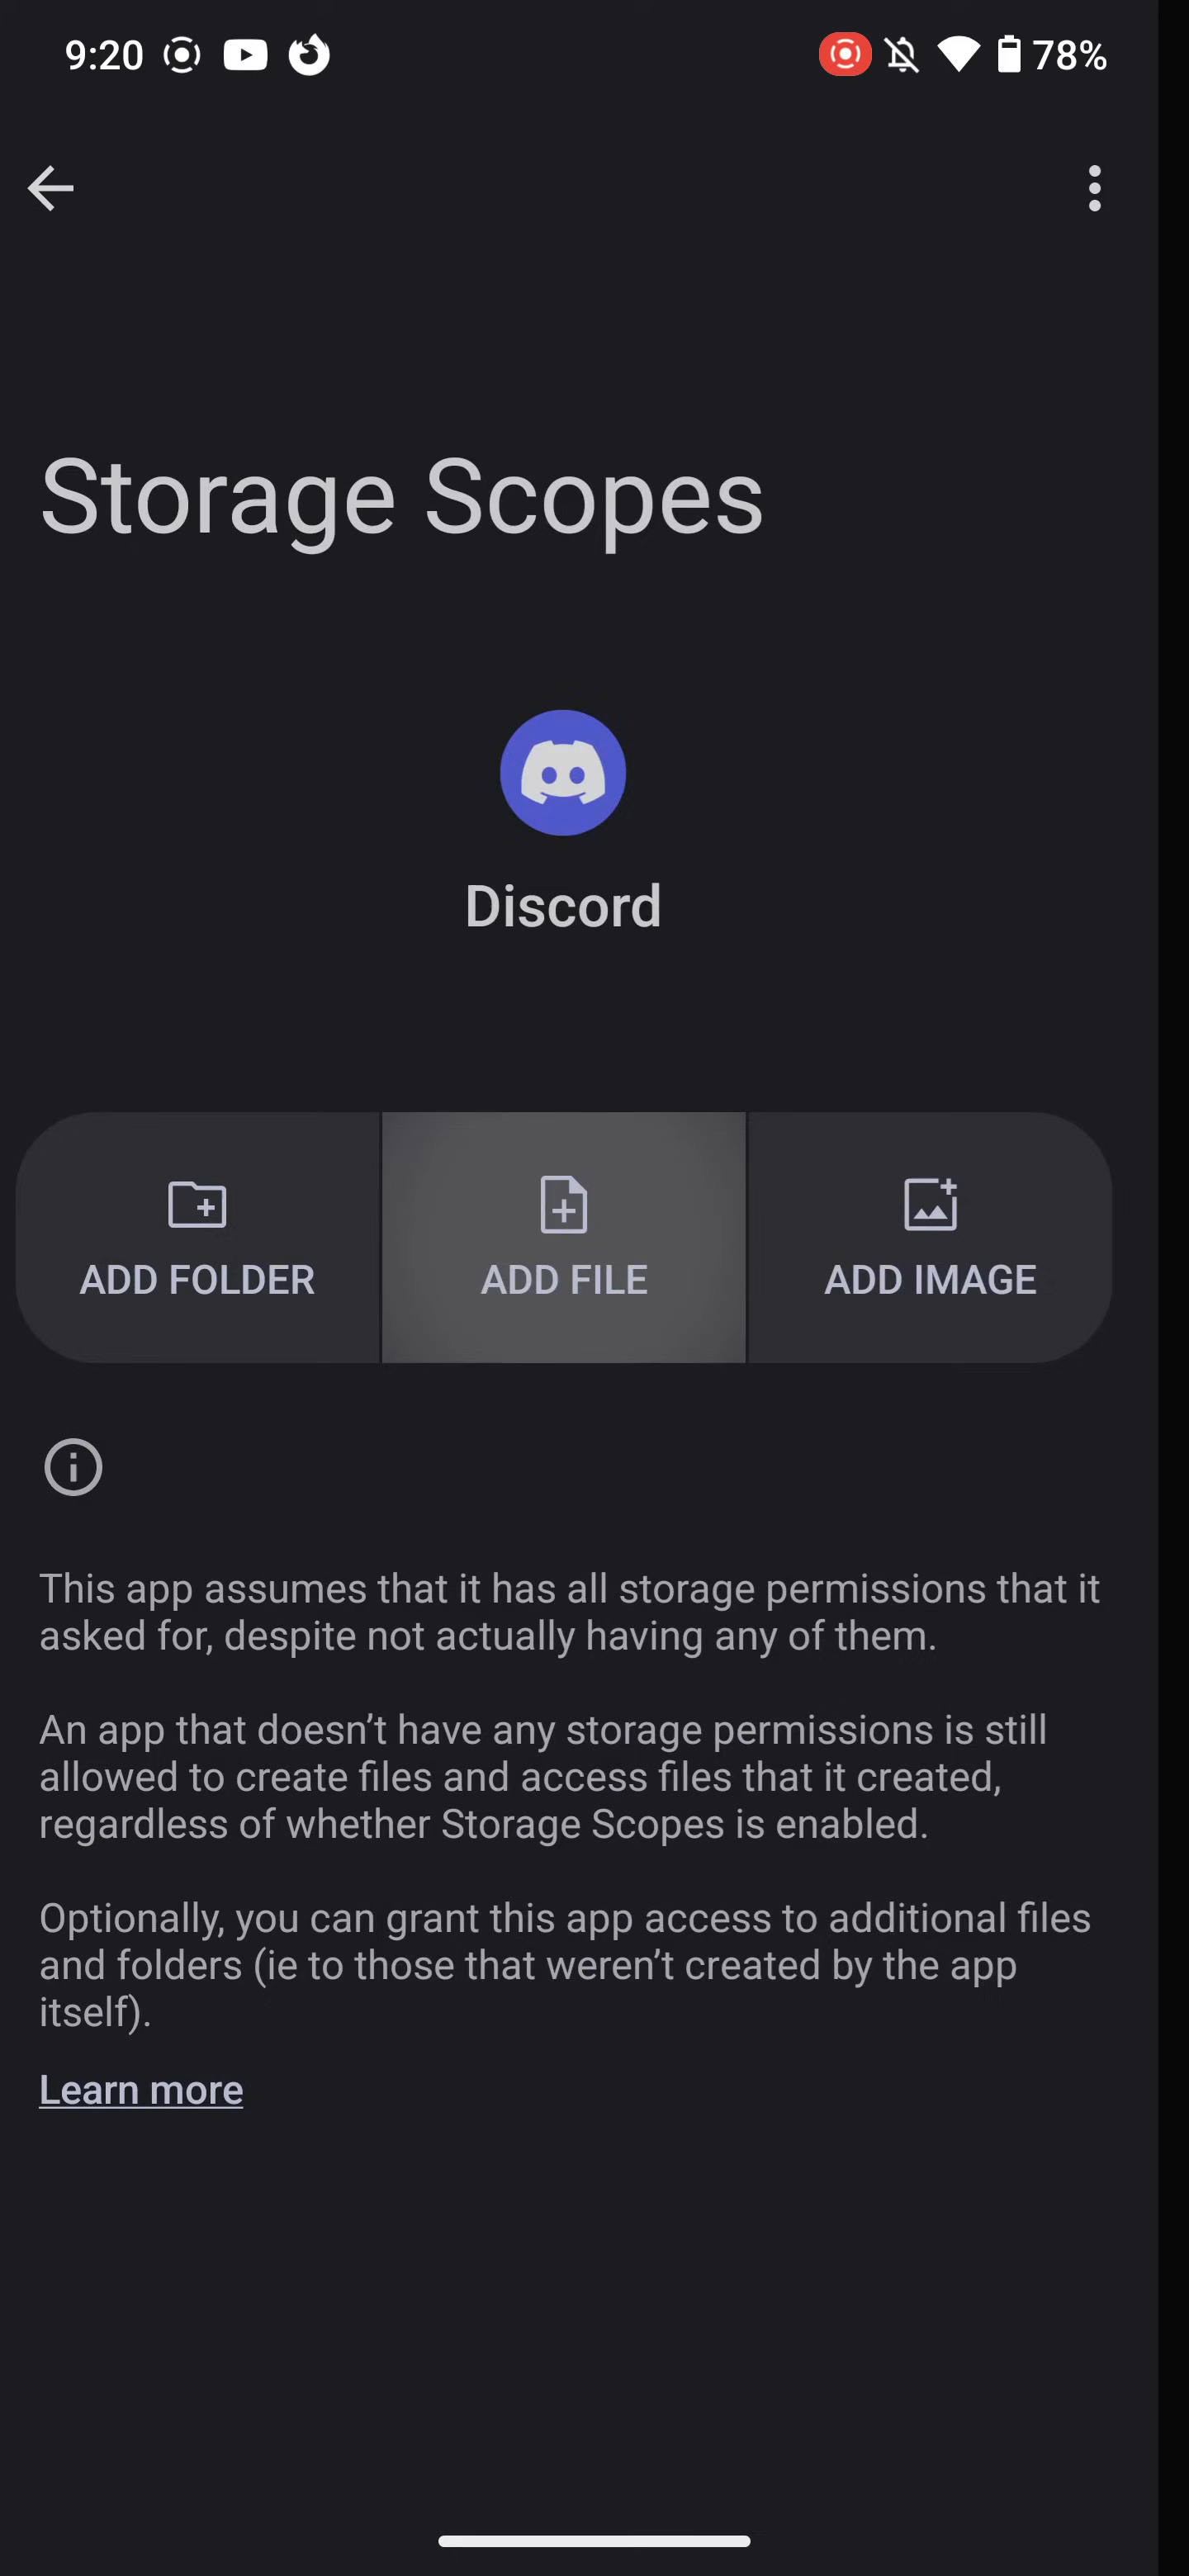 9:20
78%
Storage Scopes
Discord
ADD FOLDER
ADD FILE
ADD IMAGE
This app assumes that it has all storage permissions that it
asked for, despite not actually having any of them.
An app that doesn’t have any storage permissions is still
allowed to create files and access files that it created,
regardless of whether Storage Scopes is enabled.
Optionally, you can grant this app access to additional files
and folders (ie to those that weren’t created by the app
itself).
Learn more